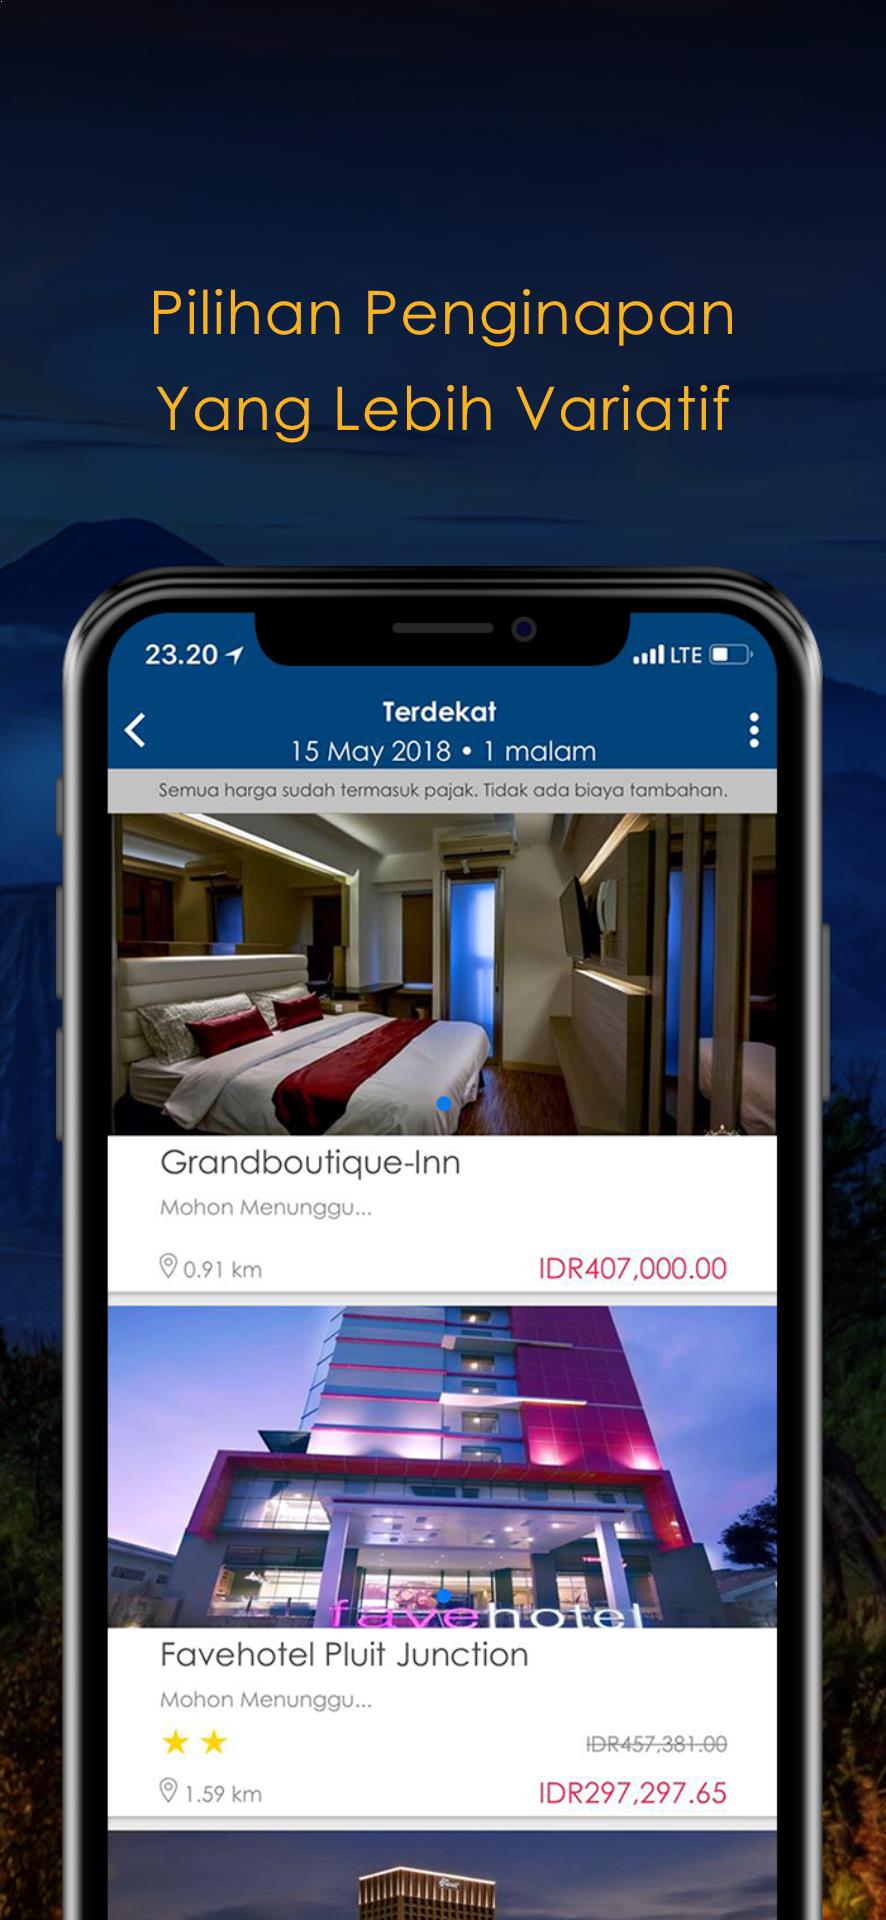 Pilihan Penginapan
Yang Lebih Variatif
23.20
LTE
Terdekat
15 May 2018 • 1 malam
Semua harga sudah termasuk pajak. Tidak ada biaya tambahan.
Grandboutique-Inn
Mohon Menunggu...
0.91 km
IDR407,000.00
favehotel
Favehotel Pluit Junction
Mohon Menunggu...
IDR457,381.00
1.59 km
IDR297,297.65